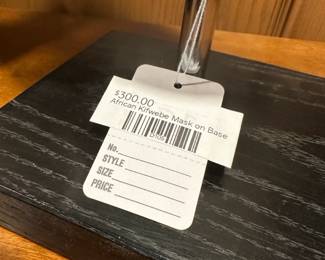 $300.00
African Kifwebe Mask on Base
No.
STYLE
SIZE
PRICE